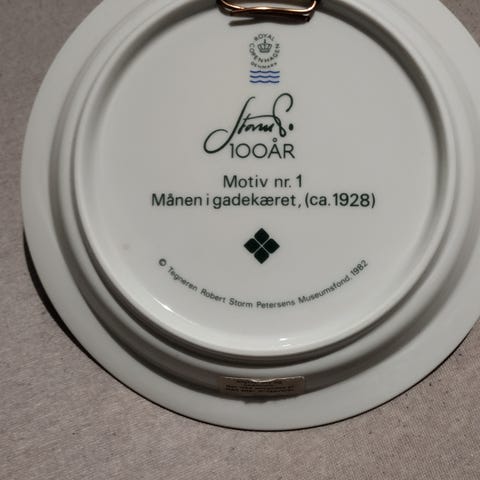 ROYAL
COPENHAGEN
DENMARK
Storm P.
100ÅR
Motiv nr. 1
Månen i gadekæret, (ca. 1928)
© Tegneren Robert Storm Petersens Museumsfond, 1982